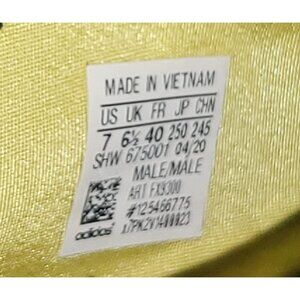 MADE IN VIETNAM
US UK FR JP CHN
7 6½ 40 250 245
SHW 675001 04/20
MALE/MALE
ART FX9300
#125466775
adidas